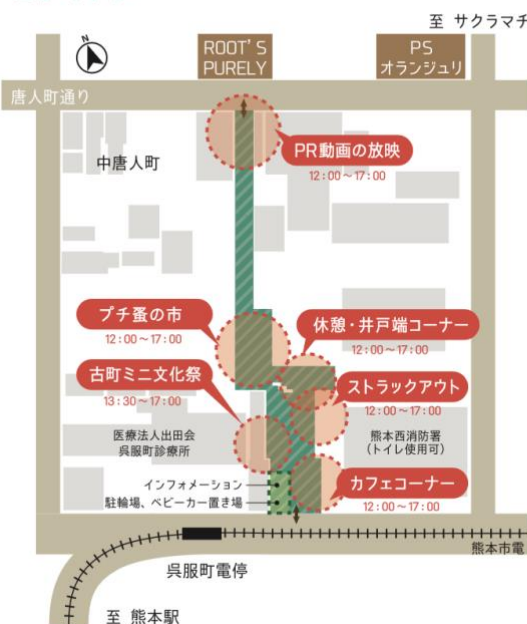 至 サクラマチ
N
ROOT'S
PURELY
PS
オランジュリ
唐人町通り
中唐人町
PR動画の放映
12:00～17:00
プチ蚤の市
12:00～17:00
休憩・井戸端コーナー
12:00～17:00
古町ミニ文化祭
13:30～17:00
ストラックアウト
12:00～17:00
医療法人出田会
呉服町診療所
熊本西消防署
(トイレ使用可)
カフェコーナー
12:00～17:00
インフォメーション
駐輪場、ベビーカー置き場
熊本市電
呉服町電停
至 熊本駅